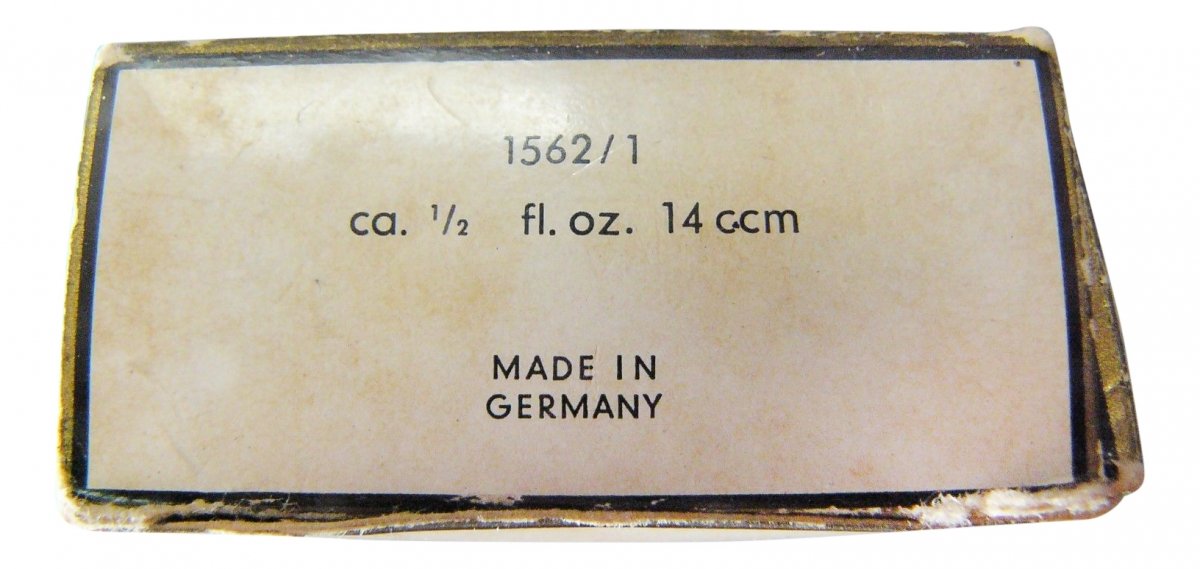 1562/1
ca. 1/2 fl. oz. 14 ccm
MADE IN
GERMANY